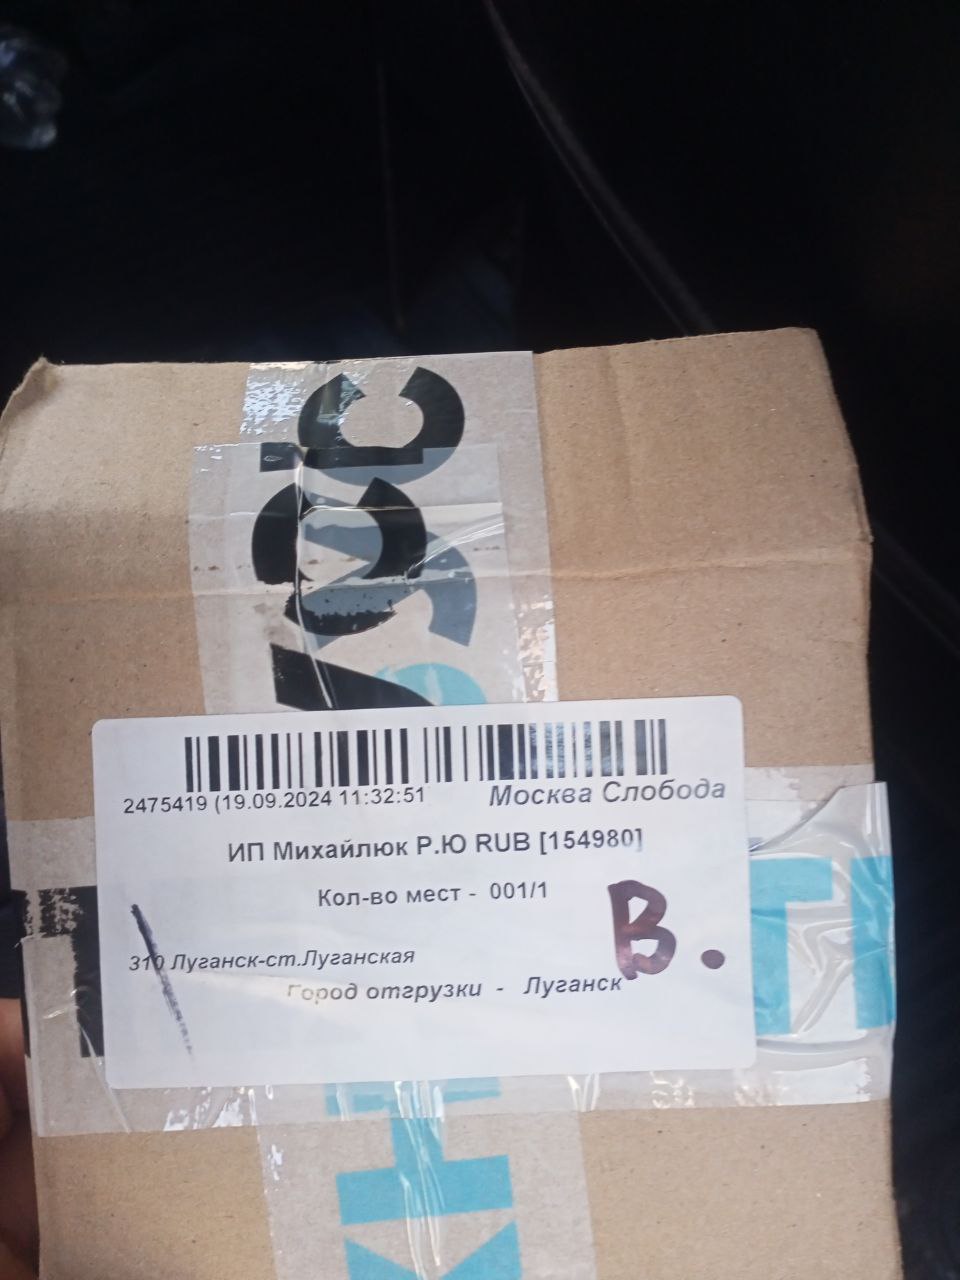 2475419 (19.09.2024 11:32:51
Москва Слобода
ИП Михайлюк Р.Ю RUB [154980]
Кол-во мест - 001/1
В.
310 Луганск-ст.Луганская
Город отгрузки - Луганск